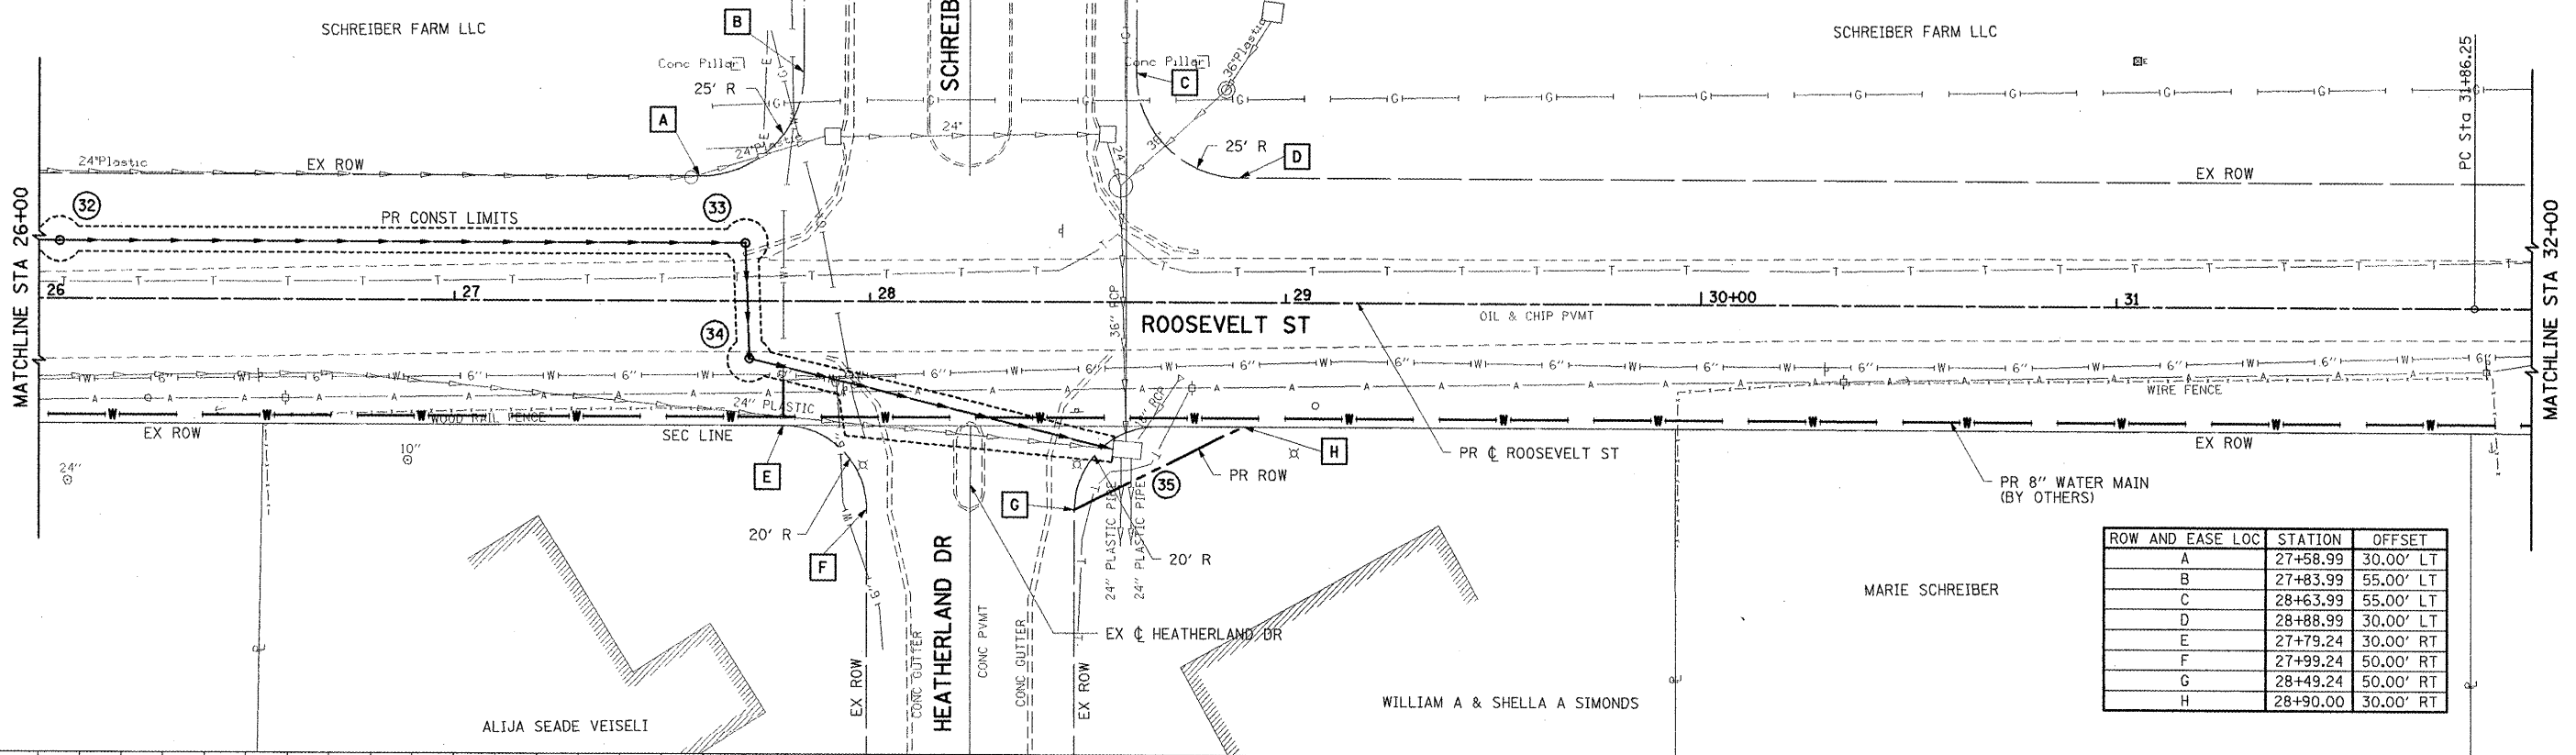 SCHREIBER FARM LLC
B
SCHREIB
SCHREIBER FARM LLC
Conc Pillar
25' R
A
24"Plastic
EX ROW
24"Plastic
24"
Conc Pillar
C
36"Plastic
36"
24"
25' R
D
EX ROW
PC Sta 31+86.25
MATCHLINE STA 26+00
MATCHLINE STA 32+00
32
PR CONST LIMITS
33
26
27
28
29
30+00
31
34
36" RCP
ROOSEVELT ST
OIL & CHIP PVMT
WOOD RAIL FENCE
24" PLASTIC
WIRE FENCE
EX ROW
SEC LINE
EX ROW
24"
10"
E
20' R
F
G
35
H
PR ROW
PR ℄ ROOSEVELT ST
PR 8" WATER MAIN
(BY OTHERS)
24" PLASTIC PIPE
24" PLASTIC PIPE
20' R
EX ℄ HEATHERLAND DR
HEATHERLAND DR
EX ROW
CONC GUTTER
CONC PVMT
CONC GUTTER
EX ROW
ALIJA SEADE VEISELI
WILLIAM A & SHELLA A SIMONDS
MARIE SCHREIBER
ROW AND EASE LOC STATION OFFSET
A 27+58.99 30.00' LT
B 27+83.99 55.00' LT
C 28+63.99 55.00' LT
D 28+88.99 30.00' LT
E 27+79.24 30.00' RT
F 27+99.24 50.00' RT
G 28+49.24 50.00' RT
H 28+90.00 30.00' RT